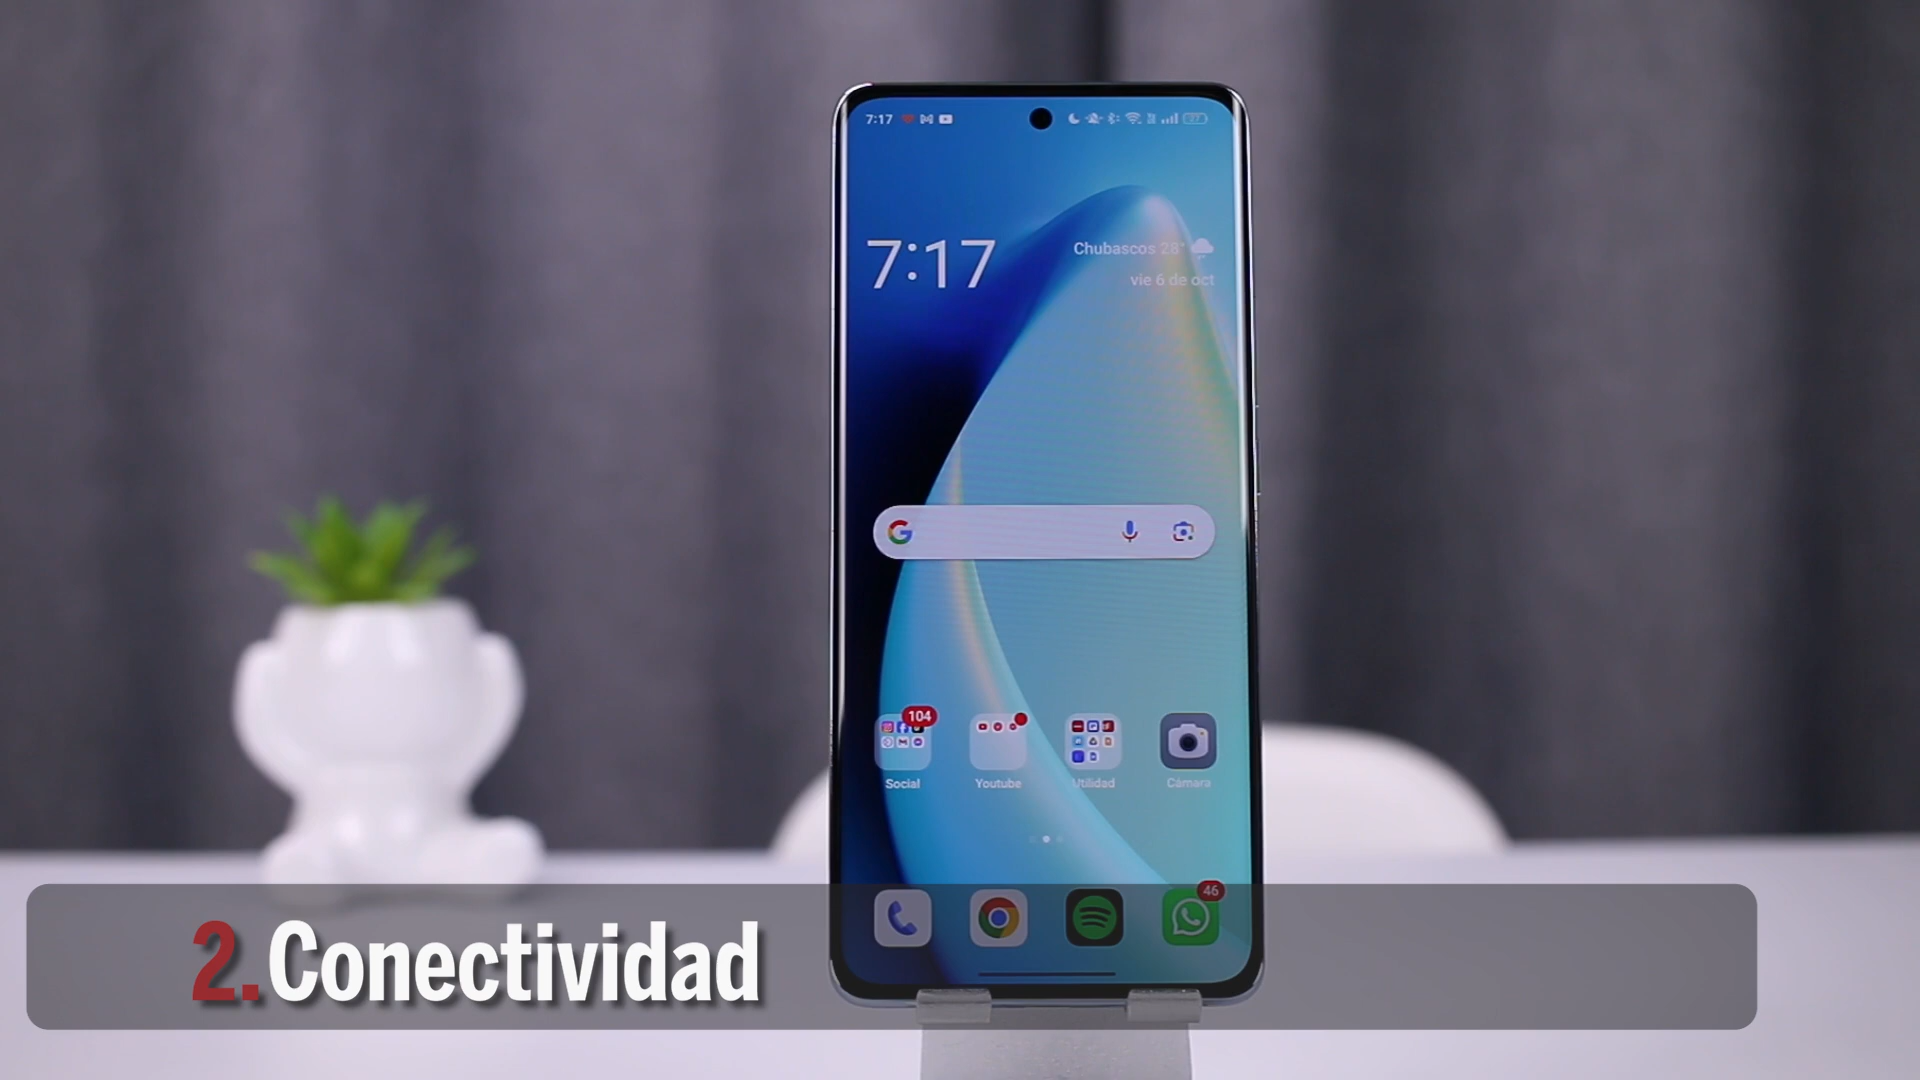 7:17
7:17
Chubascos 28°
vie 6 de oct
104
Social
Youtube
Utilidad
Cámara
46
2. Conectividad